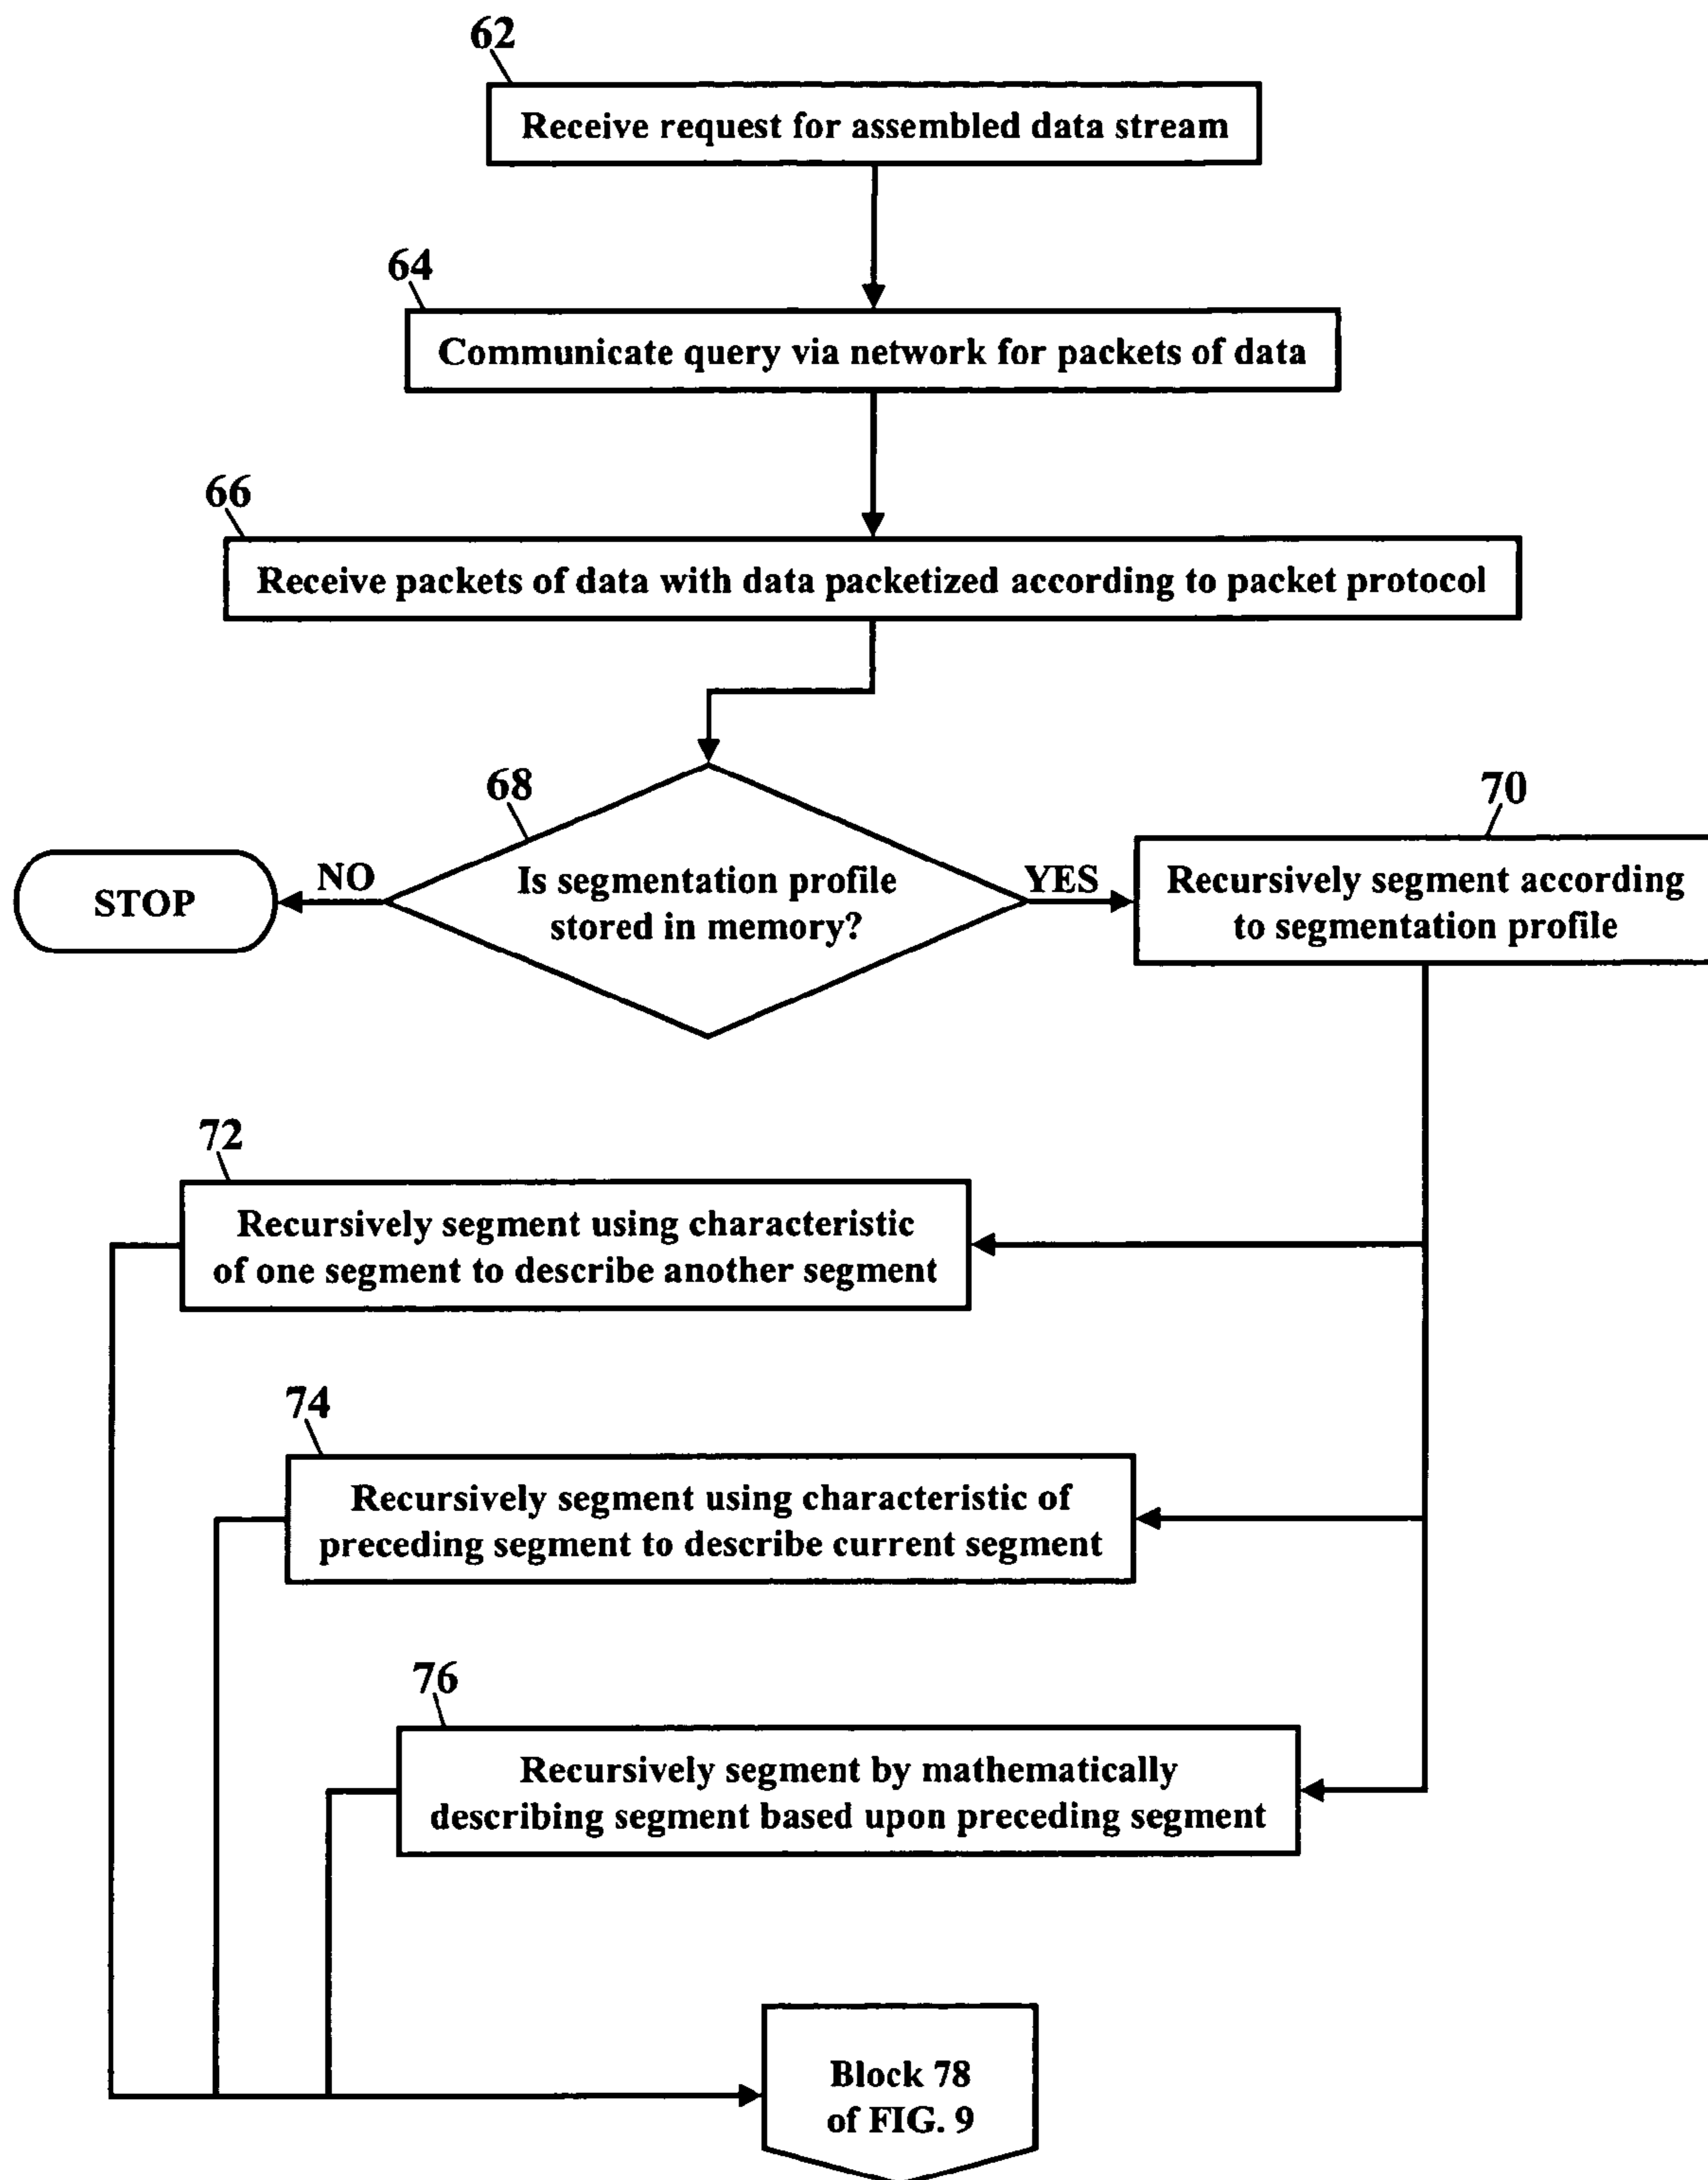 62
Receive request for assembled data stream
64
Communicate query via network for packets of data
66
Receive packets of data with data packetized according to packet protocol
68
Is segmentation profile
stored in memory?
NO
STOP
YES
70
Recursively segment according
to segmentation profile
72
Recursively segment using characteristic
of one segment to describe another segment
74
Recursively segment using characteristic of
preceding segment to describe current segment
76
Recursively segment by mathematically
describing segment based upon preceding segment
Block 78
of FIG. 9